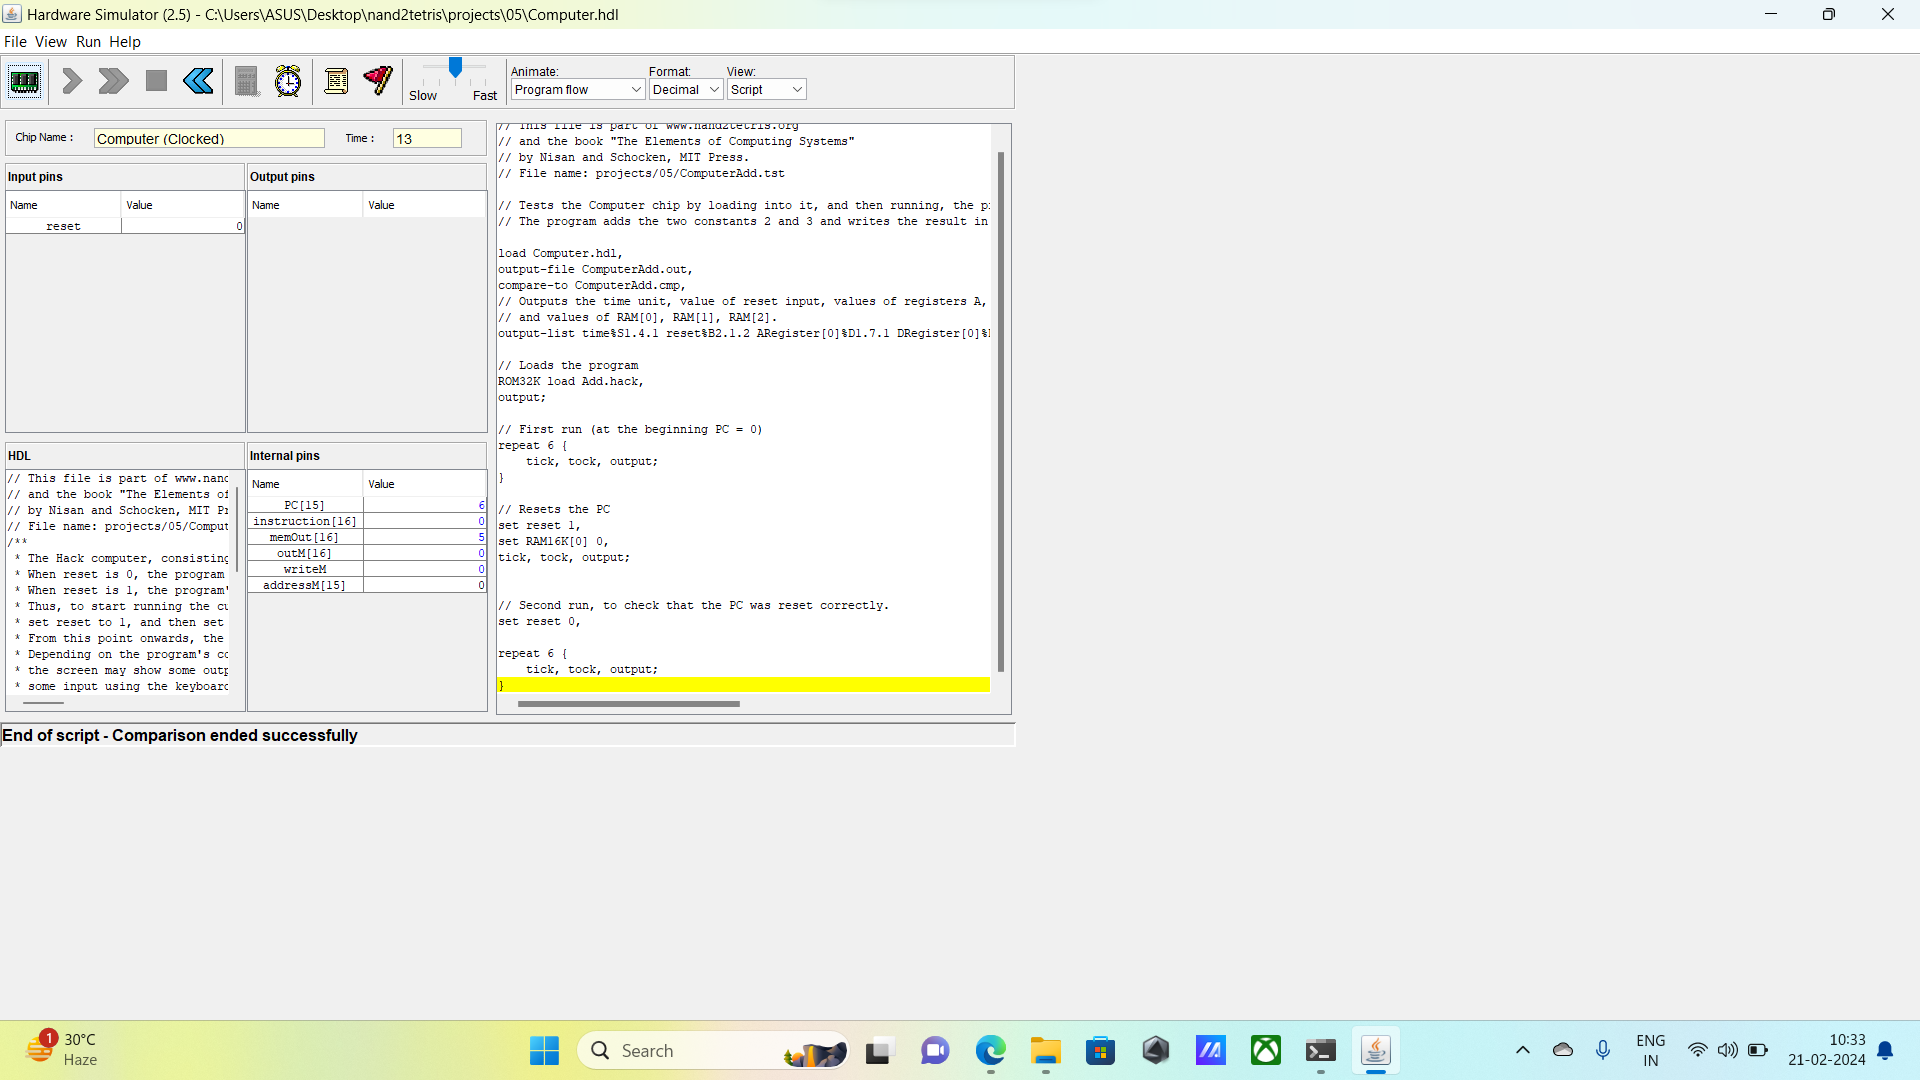 Hardware Simulator (2.5) - C:\Users\ASUS\Desktop\nand2tetris\projects\05\Computer.hdl
File View Run Help
Slow Fast
Animate: Format: View:
Program flow Decimal Script
Chip Name : Computer (Clocked) Time : 13
Input pins
Name Value
reset 0
Output pins
Name Value
HDL
// This file is part of www.nand
// and the book "The Elements of
// by Nisan and Schocken, MIT Pr
// File name: projects/05/Comput
/**
* The Hack computer, consisting
* When reset is 0, the program
* When reset is 1, the program'
* Thus, to start running the cu
* set reset to 1, and then set
* From this point onwards, the
* Depending on the program's co
* the screen may show some outp
* some input using the keyboard
Internal pins
Name Value
PC[15] 6
instruction[16] 0
memOut[16] 5
outM[16] 0
writeM 0
addressM[15] 0
// This file is part of www.nand2tetris.org
// and the book "The Elements of Computing Systems"
// by Nisan and Schocken, MIT Press.
// File name: projects/05/ComputerAdd.tst
// Tests the Computer chip by loading into it, and then running, the p
// The program adds the two constants 2 and 3 and writes the result in
load Computer.hdl,
output-file ComputerAdd.out,
compare-to ComputerAdd.cmp,
// Outputs the time unit, value of reset input, values of registers A,
// and values of RAM[0], RAM[1], RAM[2].
output-list time%S1.4.1 reset%B2.1.2 ARegister[0]%D1.7.1 DRegister[0]%
// Loads the program
ROM32K load Add.hack,
output;
// First run (at the beginning PC = 0)
repeat 6 {
tick, tock, output;
}
// Resets the PC
set reset 1,
set RAM16K[0] 0,
tick, tock, output;
// Second run, to check that the PC was reset correctly.
set reset 0,
repeat 6 {
tick, tock, output;
}
End of script - Comparison ended successfully
1
30°C
Haze
Search
ENG
IN
10:33
21-02-2024